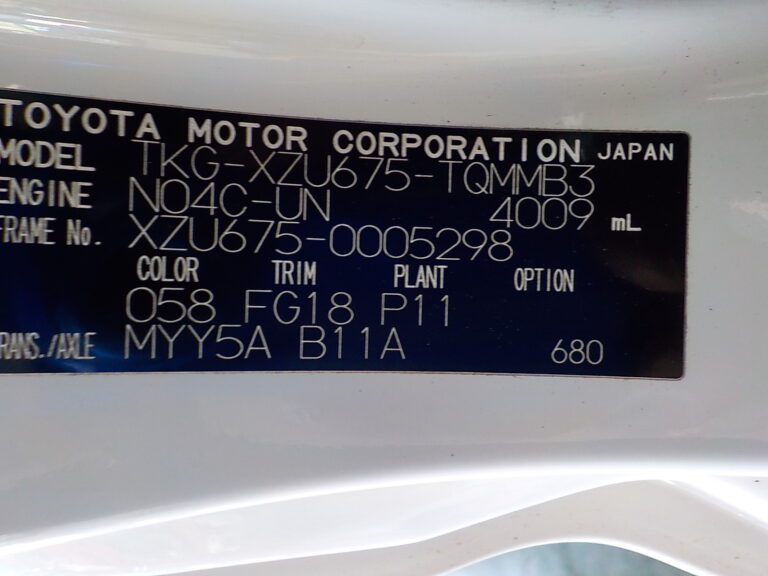 TOYOTA MOTOR CORPORATION JAPAN
MODEL TKG-XZU675-TQMMB3
ENGINE N04C-UN 4009 mL
FRAME No. XZU675-0005298
COLOR TRIM PLANT OPTION
058 FG18 P11
TRANS./AXLE MYY5A B11A 680